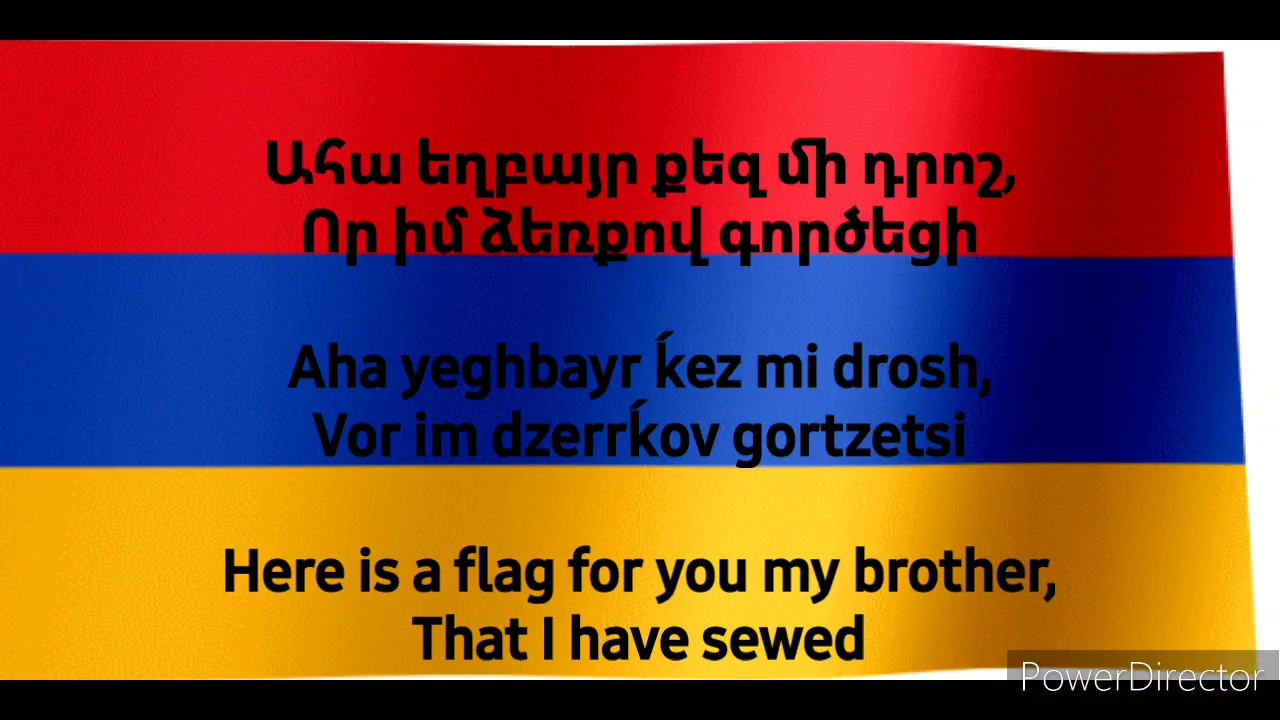 Ահա եղբայր քեզ մի դրոշ,
Որ իմ ձեռքով գործեցի
Aha yeghbayr ḱez mi drosh,
Vor im dzerrḱov gortzetsi
Here is a flag for you my brother,
That I have sewed
PowerDirector